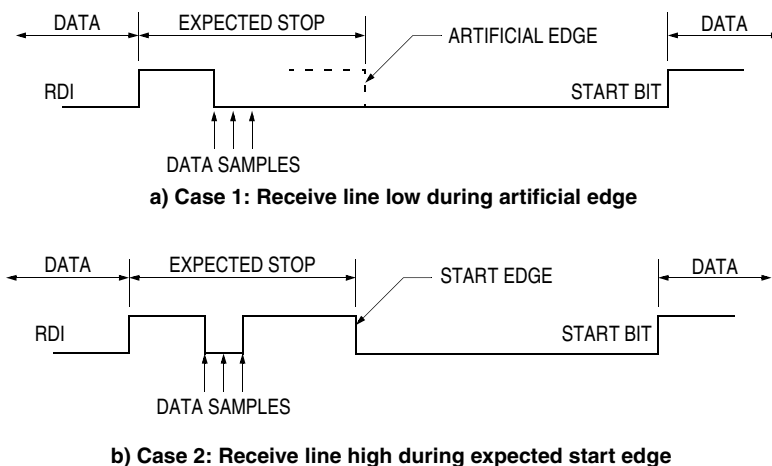 DATA EXPECTED STOP DATA
ARTIFICIAL EDGE
RDI START BIT
DATA SAMPLES
a) Case 1: Receive line low during artificial edge
DATA EXPECTED STOP DATA
START EDGE
RDI START BIT
DATA SAMPLES
b) Case 2: Receive line high during expected start edge